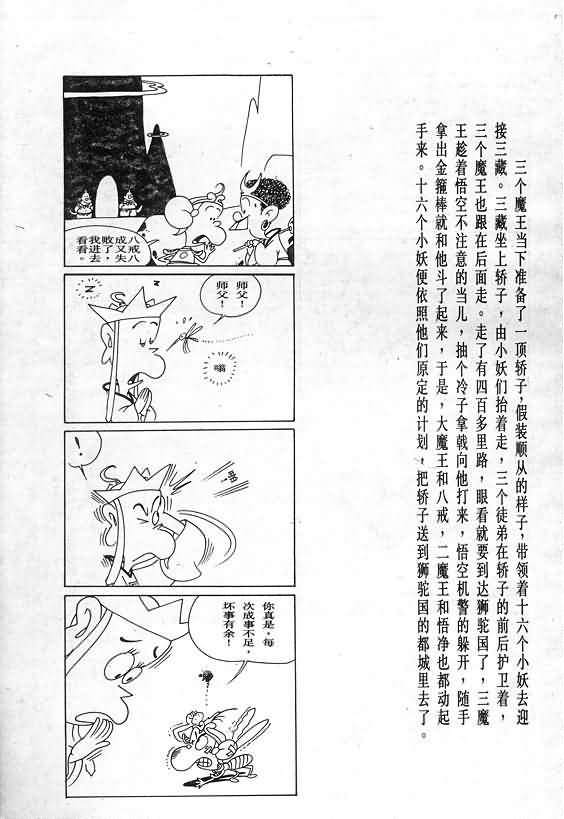 三个魔王当下准备了一顶轿子,假装顺从的样子,带领着十六个小妖去迎
接三藏。三藏坐上轿子,由小妖们抬着走,三个徒弟在轿子的前后护卫着,
三个魔王也跟在后面走。走了有四百多里路,眼看就要到达狮驼国了,三魔
王趁着悟空不注意的当儿,抽个冷子拿戟向他打来,悟空机警的躲开,随手
拿出金箍棒就和他斗了起来,于是,大魔王和八戒,二魔王和悟净也都动起
手来。十六个小妖便依照他们原定的计划,把轿子送到狮驼国的都城里去了。
八戒八
成又失
败了,
我进去
看看。
师父!
师父!
嗡
z
z
啪!
!
你真是,每
次成事不足,
坏事有余!